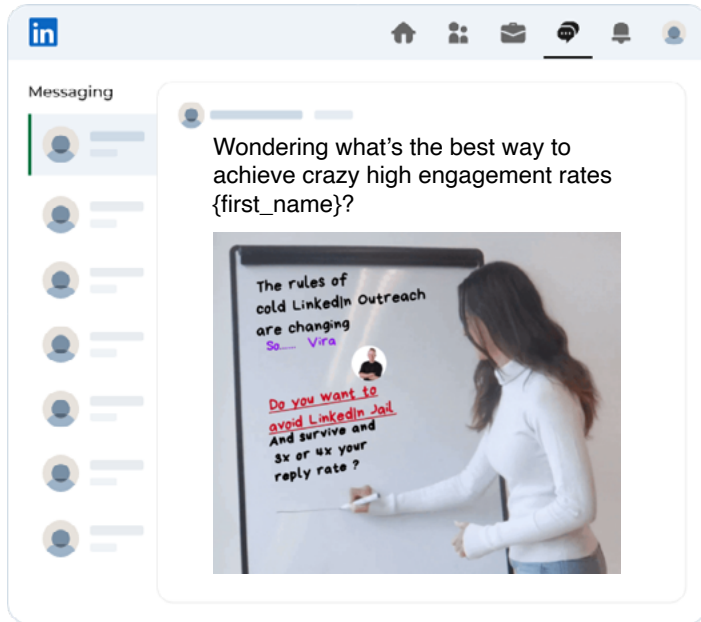 in
Messaging
Wondering what's the best way to
achieve crazy high engagement rates
{first_name}?
The rules of
cold LinkedIn Outreach
are changing
So__ Vira
Do you want to
avoid LinkedIn Jail
And survive and
3x or 4x your
reply rate ?